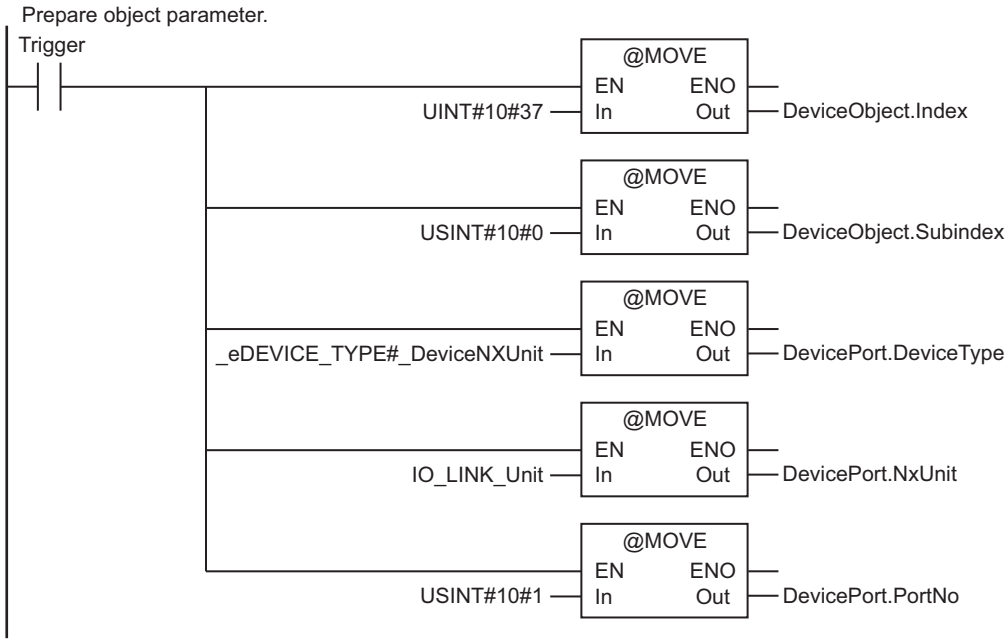 Prepare object parameter.
Trigger
@MOVE
EN ENO
UINT#10#37 In Out DeviceObject.Index
@MOVE
EN ENO
USINT#10#0 In Out DeviceObject.Subindex
@MOVE
EN ENO
_eDEVICE_TYPE#_DeviceNXUnit In Out DevicePort.DeviceType
@MOVE
EN ENO
IO_LINK_Unit In Out DevicePort.NxUnit
@MOVE
EN ENO
USINT#10#1 In Out DevicePort.PortNo